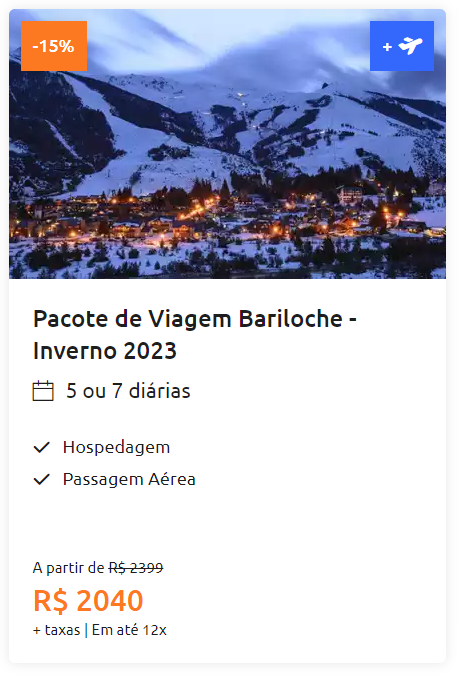 -15%
+
Pacote de Viagem Bariloche -
Inverno 2023
5 ou 7 diárias
Hospedagem
Passagem Aérea
A partir de R$ 2399
R$ 2040
+ taxas | Em até 12x